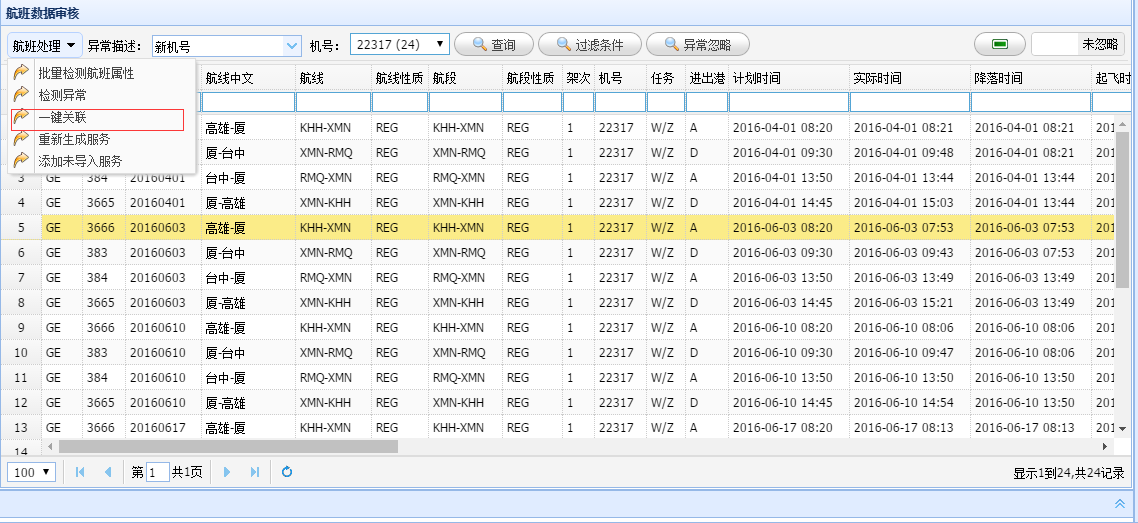 航班数据审核
航班处理 异常描述： 新机号 机号： 22317 (24) 查询 过滤条件 异常忽略 未忽略
批量检测航班属性
检测异常
一键关联
重新生成服务
添加未导入服务
航线中文 航线 航线性质 航段 航段性质 架次 机号 任务 进出港 计划时间 实际时间 降落时间 起飞时
高雄-厦 KHH-XMN REG KHH-XMN REG 1 22317 W/Z A 2016-04-01 08:20 2016-04-01 08:21 2016-04-01 08:21 201
厦-台中 XMN-RMQ REG XMN-RMQ REG 1 22317 W/Z D 2016-04-01 09:30 2016-04-01 09:48 2016-04-01 08:21 201
3 GE 384 20160401 台中-厦 RMQ-XMN REG RMQ-XMN REG 1 22317 W/Z A 2016-04-01 13:50 2016-04-01 13:44 2016-04-01 13:44 201
4 GE 3665 20160401 厦-高雄 XMN-KHH REG XMN-KHH REG 1 22317 W/Z D 2016-04-01 14:45 2016-04-01 15:03 2016-04-01 13:44 201
5 GE 3666 20160603 高雄-厦 KHH-XMN REG KHH-XMN REG 1 22317 W/Z A 2016-06-03 08:20 2016-06-03 07:53 2016-06-03 07:53 201
6 GE 383 20160603 厦-台中 XMN-RMQ REG XMN-RMQ REG 1 22317 W/Z D 2016-06-03 09:30 2016-06-03 09:43 2016-06-03 07:53 201
7 GE 384 20160603 台中-厦 RMQ-XMN REG RMQ-XMN REG 1 22317 W/Z A 2016-06-03 13:50 2016-06-03 13:49 2016-06-03 13:49 201
8 GE 3665 20160603 厦-高雄 XMN-KHH REG XMN-KHH REG 1 22317 W/Z D 2016-06-03 14:45 2016-06-03 15:21 2016-06-03 13:49 201
9 GE 3666 20160610 高雄-厦 KHH-XMN REG KHH-XMN REG 1 22317 W/Z A 2016-06-10 08:20 2016-06-10 08:06 2016-06-10 08:06 201
10 GE 383 20160610 厦-台中 XMN-RMQ REG XMN-RMQ REG 1 22317 W/Z D 2016-06-10 09:30 2016-06-10 09:47 2016-06-10 08:06 201
11 GE 384 20160610 台中-厦 RMQ-XMN REG RMQ-XMN REG 1 22317 W/Z A 2016-06-10 13:50 2016-06-10 13:50 2016-06-10 13:50 201
12 GE 3665 20160610 厦-高雄 XMN-KHH REG XMN-KHH REG 1 22317 W/Z D 2016-06-10 14:45 2016-06-10 14:54 2016-06-10 13:50 201
13 GE 3666 20160617 高雄-厦 KHH-XMN REG KHH-XMN REG 1 22317 W/Z A 2016-06-17 08:20 2016-06-17 08:13 2016-06-17 08:13 201
14
100 第 1 共1页 显示1到24,共24记录